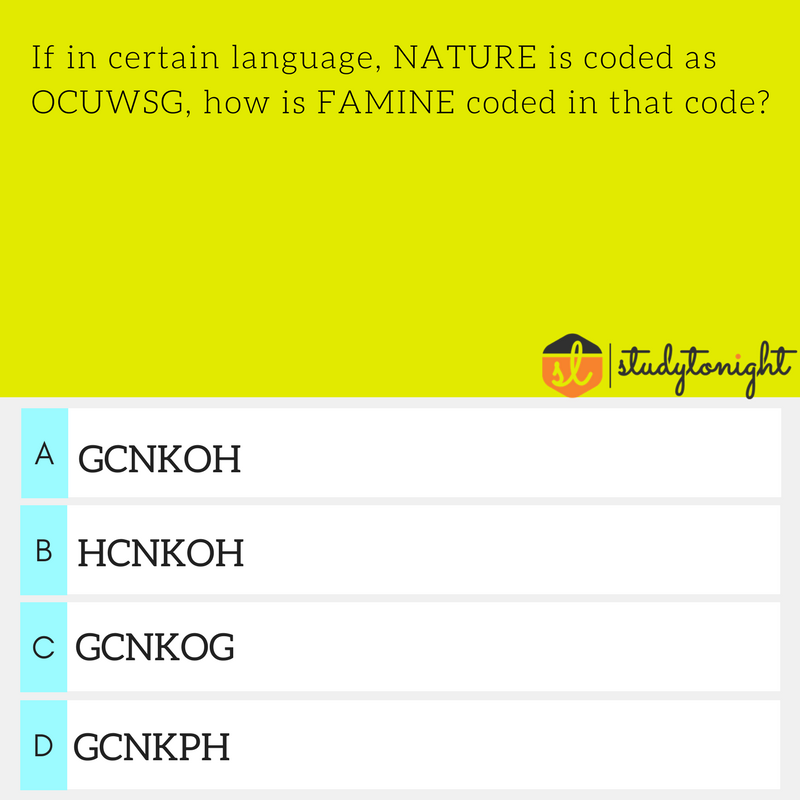 If in certain language, NATURE is coded as
OCUWSG, how is FAMINE coded in that code?
sl | studytonight
A GCNKOH
B HCNKOH
C GCNKOG
D GCNKPH